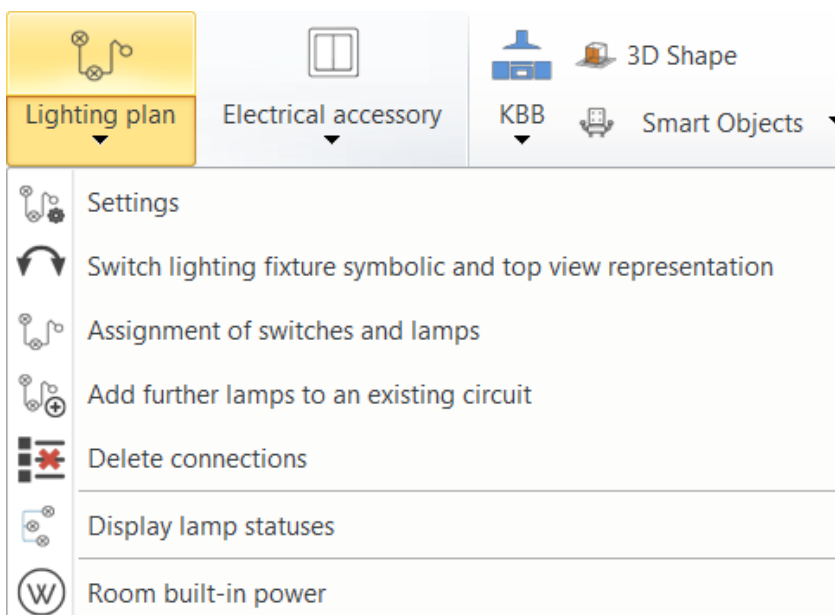 Lighting plan
Electrical accessory
KBB
3D Shape
Smart Objects
Settings
Switch lighting fixture symbolic and top view representation
Assignment of switches and lamps
Add further lamps to an existing circuit
Delete connections
Display lamp statuses
W Room built-in power